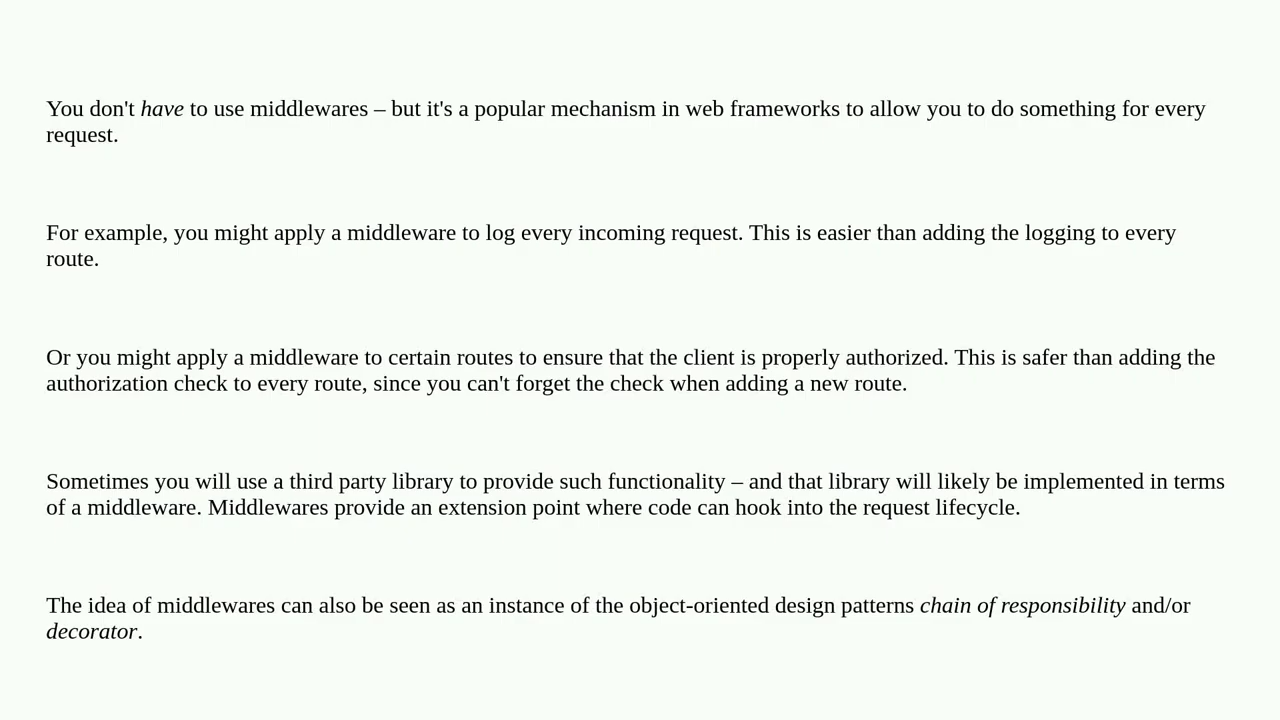 You don't have to use middlewares – but it's a popular mechanism in web frameworks to allow you to do something for every
request.
For example, you might apply a middleware to log every incoming request. This is easier than adding the logging to every
route.
Or you might apply a middleware to certain routes to ensure that the client is properly authorized. This is safer than adding the
authorization check to every route, since you can't forget the check when adding a new route.
Sometimes you will use a third party library to provide such functionality – and that library will likely be implemented in terms
of a middleware. Middlewares provide an extension point where code can hook into the request lifecycle.
The idea of middlewares can also be seen as an instance of the object-oriented design patterns chain of responsibility and/or
decorator.